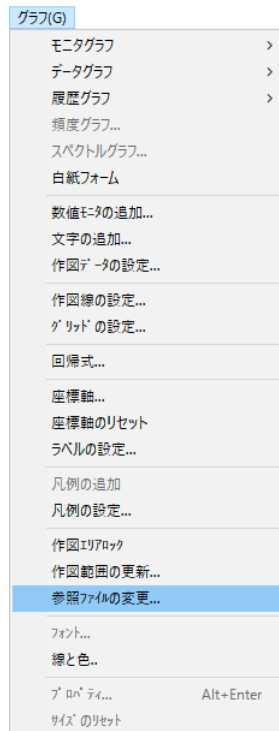 グラフ(G)
モニタグラフ
データグラフ
履歴グラフ
頻度グラフ...
スペクトルグラフ...
白紙フォーム
数値ﾓﾆﾀの追加...
文字の追加...
作図ﾃﾞｰﾀの設定...
作図線の設定...
ｸﾞﾘｯﾄﾞの設定...
回帰式...
座標軸...
座標軸のリセット
ラベルの設定...
凡例の追加
凡例の設定...
作図ｴﾘｱﾛｯｸ
作図範囲の更新...
参照ﾌｧｲﾙの変更...
ﾌｫﾝﾄ...
線と色..
ﾌﾟﾛﾊﾟﾃｨ... Alt+Enter
ｻｲｽﾞのﾘｾｯﾄ